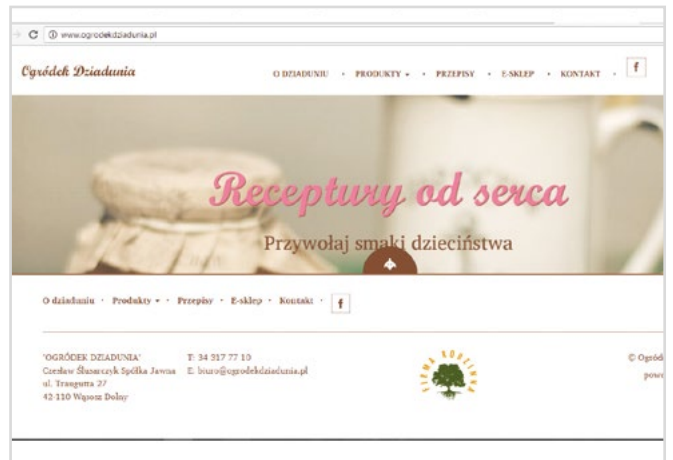 www.ogrodekdziadunia.pl
Ogródek Dziadunia
O DZIADUNIU · PRODUKTY · PRZEPISY · E-SKLEP · KONTAKT · f
Receptury od serca
Przywołaj smaki dzieciństwa
O dziaduniu · Produkty · Przepisy · E-sklep · Kontakt · f
"OGRÓDEK DZIADUNIA"
Czesław Ślusarczyk Spółka Jawna
ul. Traugutta 27
42-110 Wąsosz Dolny
T: 34 317 77 10
E. biuro@ogrodekdziadunia.pl
FIRMA RODZINNA
© Ogród
powe